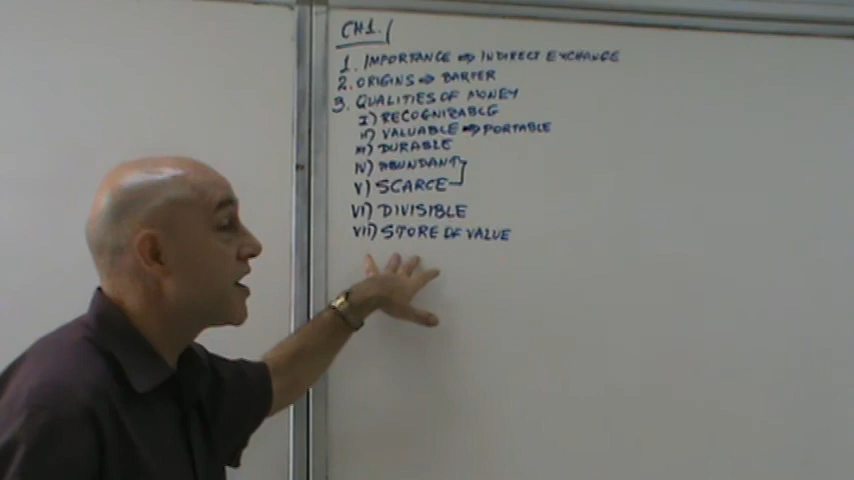 CH1.
1. IMPORTANCE ⇒ INDIRECT EXCHANGE
2. ORIGINS ⇒ BARTER
3. QUALITIES OF MONEY
I) RECOGNIZABLE
II) VALUABLE ⇒ PORTABLE
III) DURABLE
IV) ABUNDANT
V) SCARCE
VI) DIVISIBLE
VII) STORE OF VALUE